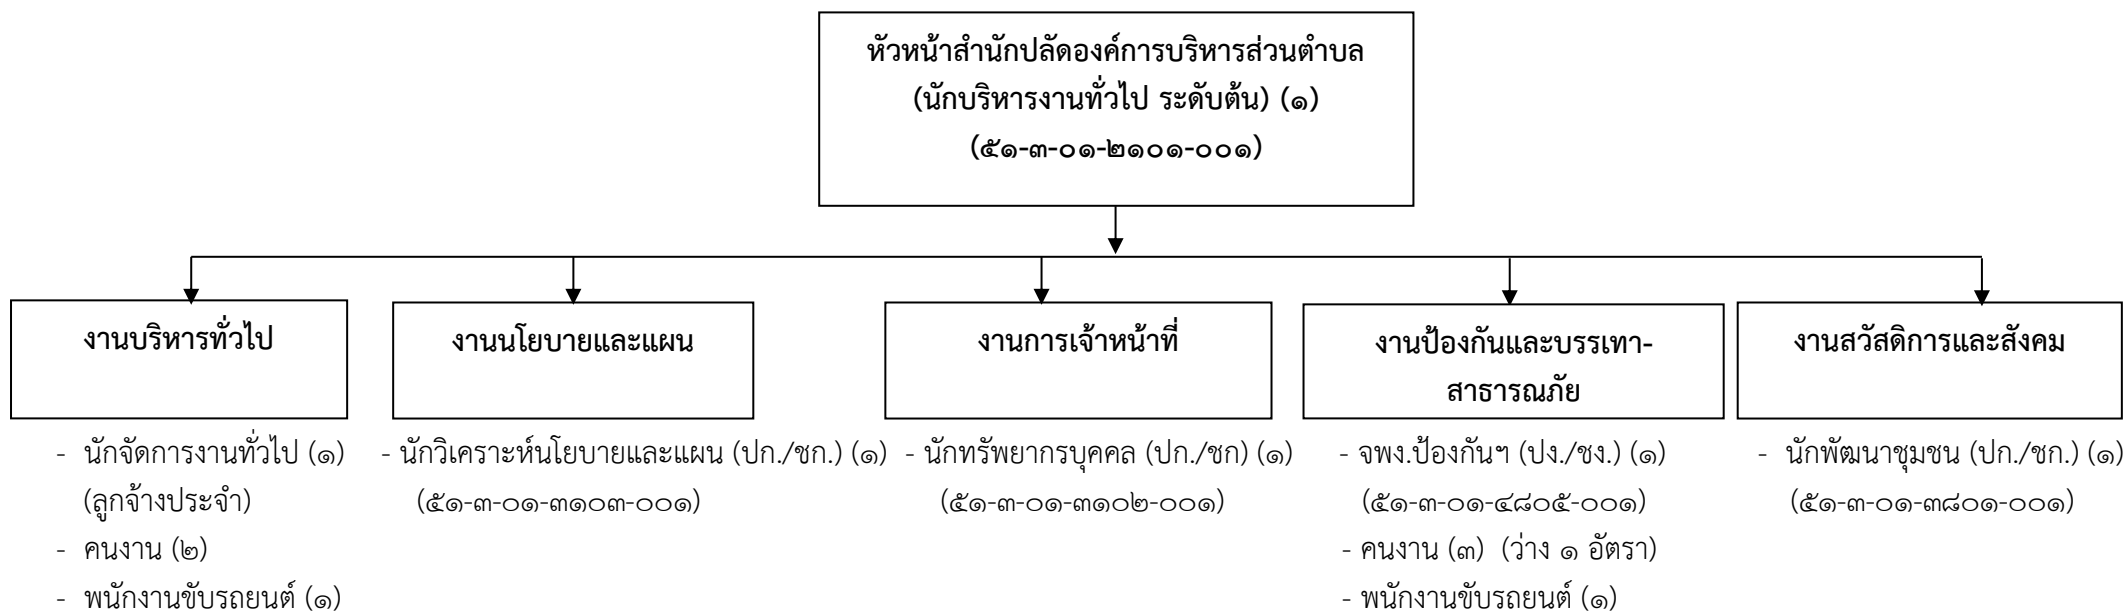 หัวหน้าสำนักปลัดองค์การบริหารส่วนตำบล
(นักบริหารงานทั่วไป ระดับต้น) (๑)
(๕๑-๓-๐๑-๒๑๐๑-๐๐๑)
งานบริหารทั่วไป
- นักจัดการงานทั่วไป (๑)
(ลูกจ้างประจำ)
- คนงาน (๒)
- พนักงานขับรถยนต์ (๑)
งานนโยบายและแผน
- นักวิเคราะห์นโยบายและแผน (ปก./ชก.) (๑)
(๕๑-๓-๐๑-๓๑๐๓-๐๐๑)
งานการเจ้าหน้าที่
- นักทรัพยากรบุคคล (ปก./ชก) (๑)
(๕๑-๓-๐๑-๓๑๐๒-๐๐๑)
งานป้องกันและบรรเทา-
สาธารณภัย
- จพง.ป้องกันฯ (ปง./ชง.) (๑)
(๕๑-๓-๐๑-๔๘๐๕-๐๐๑)
- คนงาน (๓) (ว่าง ๑ อัตรา)
- พนักงานขับรถยนต์ (๑)
งานสวัสดิการและสังคม
- นักพัฒนาชุมชน (ปก./ชก.) (๑)
(๕๑-๓-๐๑-๓๘๐๑-๐๐๑)